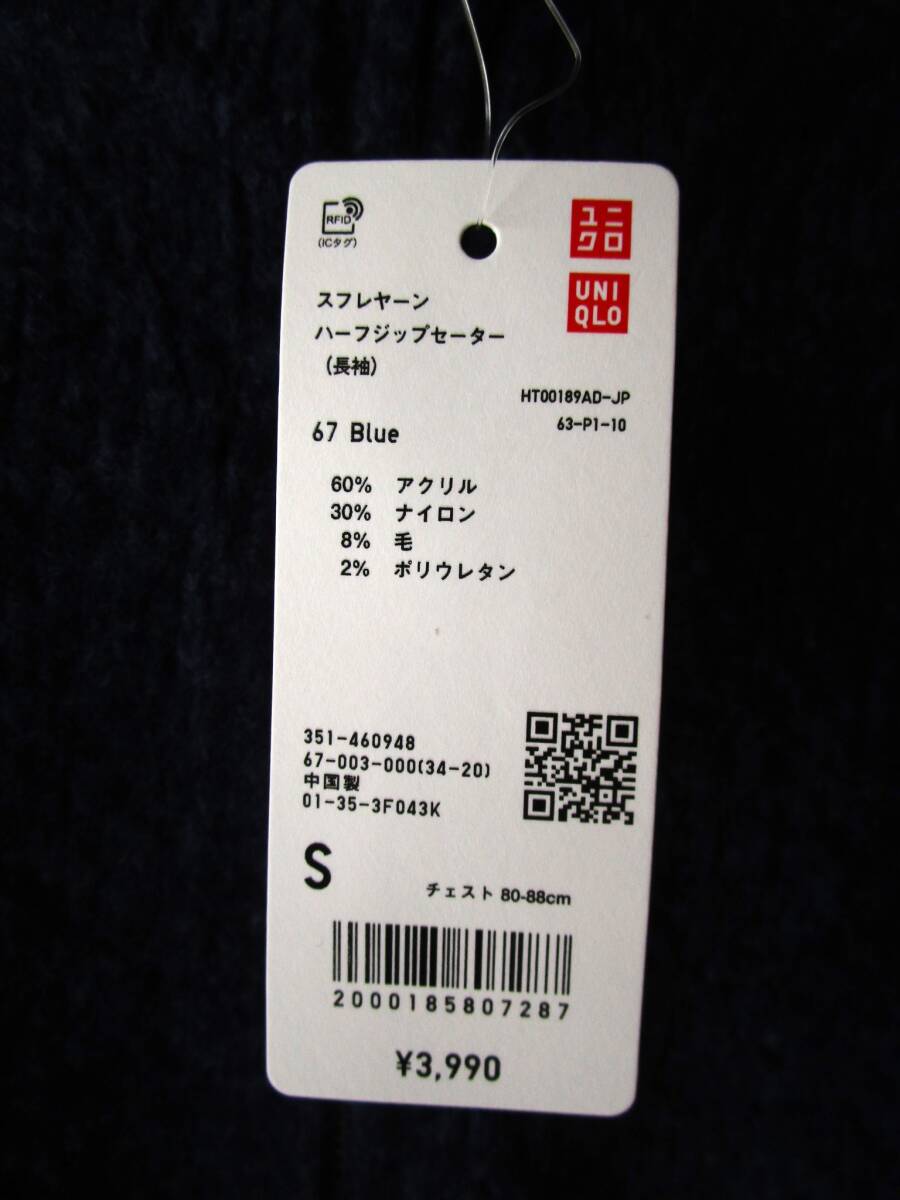 RFID
(ICタグ)
ユニ
クロ
UNI
QLO
スフレヤーン
ハーフジップセーター
(長袖)
HT00189AD-JP
63-P1-10
67 Blue
60% アクリル
30% ナイロン
8% 毛
2% ポリウレタン
351-460948
67-003-000(34-20)
中国製
01-35-3F043K
S
チェスト 80-88cm
2000185807287
¥3,990